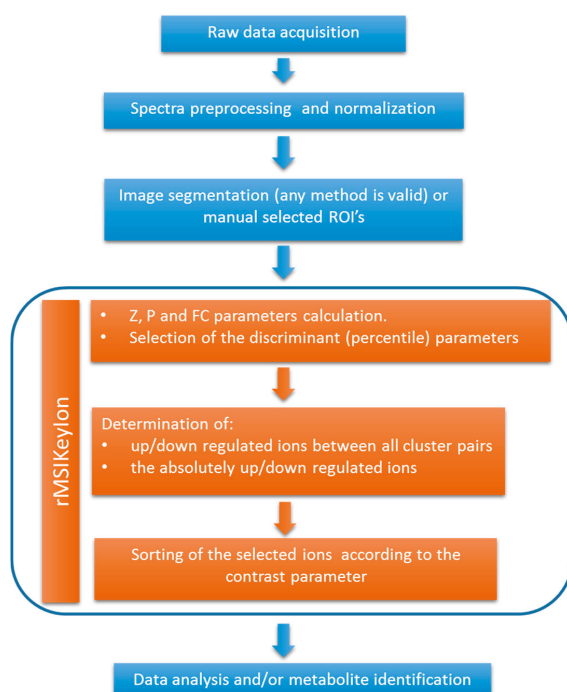 Raw data acquisition
Spectra preprocessing and normalization
Image segmentation (any method is valid) or
manual selected ROI's
rMSIKeyIon
• Z, P and FC parameters calculation.
• Selection of the discriminant (percentile) parameters
Determination of:
• up/down regulated ions between all cluster pairs
• the absolutely up/down regulated ions
Sorting of the selected ions according to the
contrast parameter
Data analysis and/or metabolite identification